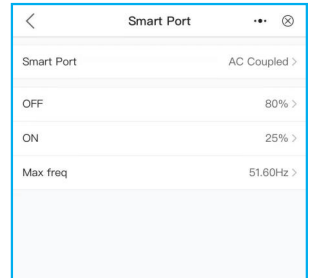 Smart Port
Smart Port AC Coupled >
OFF 80% >
ON 25% >
Max freq 51.60Hz >